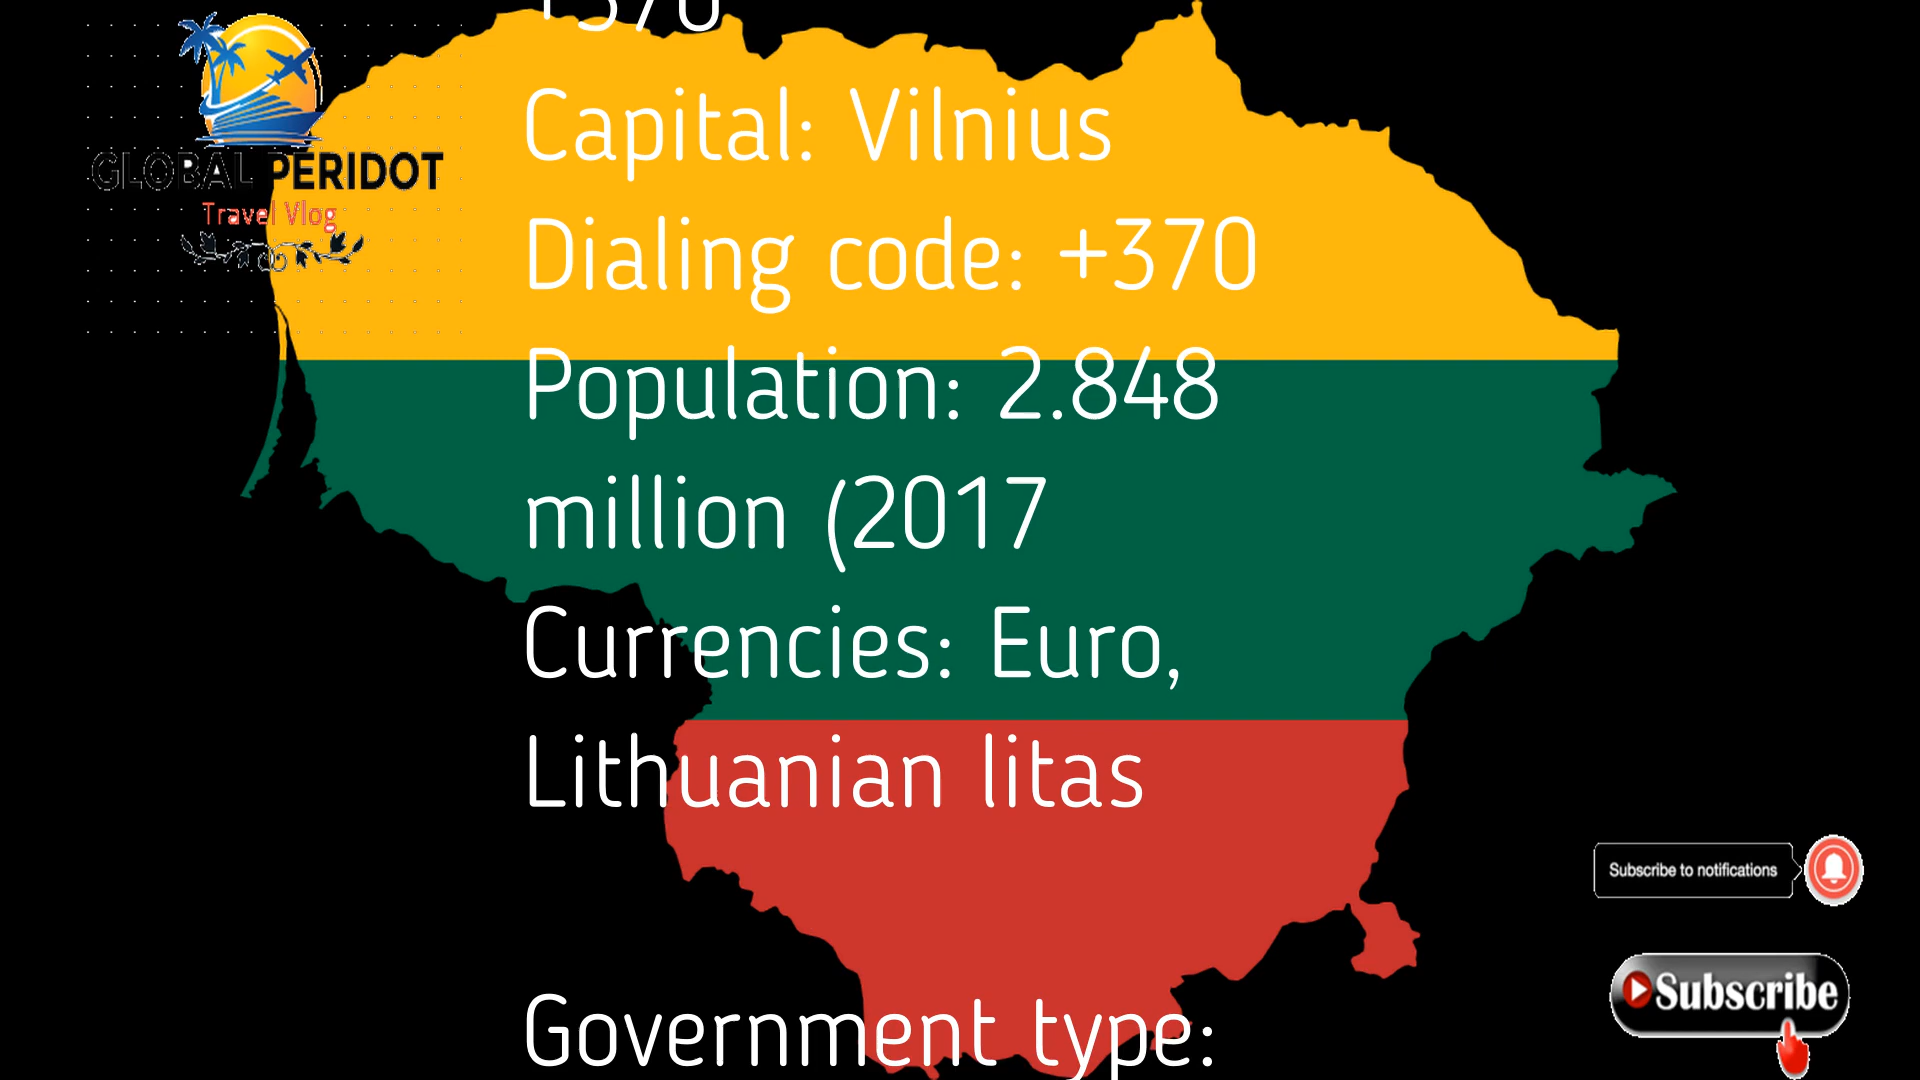 GLOBAL PERIDOT
Travel Vlog
+370
Capital: Vilnius
Dialing code: +370
Population: 2.848
million (2017
Currencies: Euro,
Lithuanian litas
Government type:
Subscribe to notifications
Subscribe